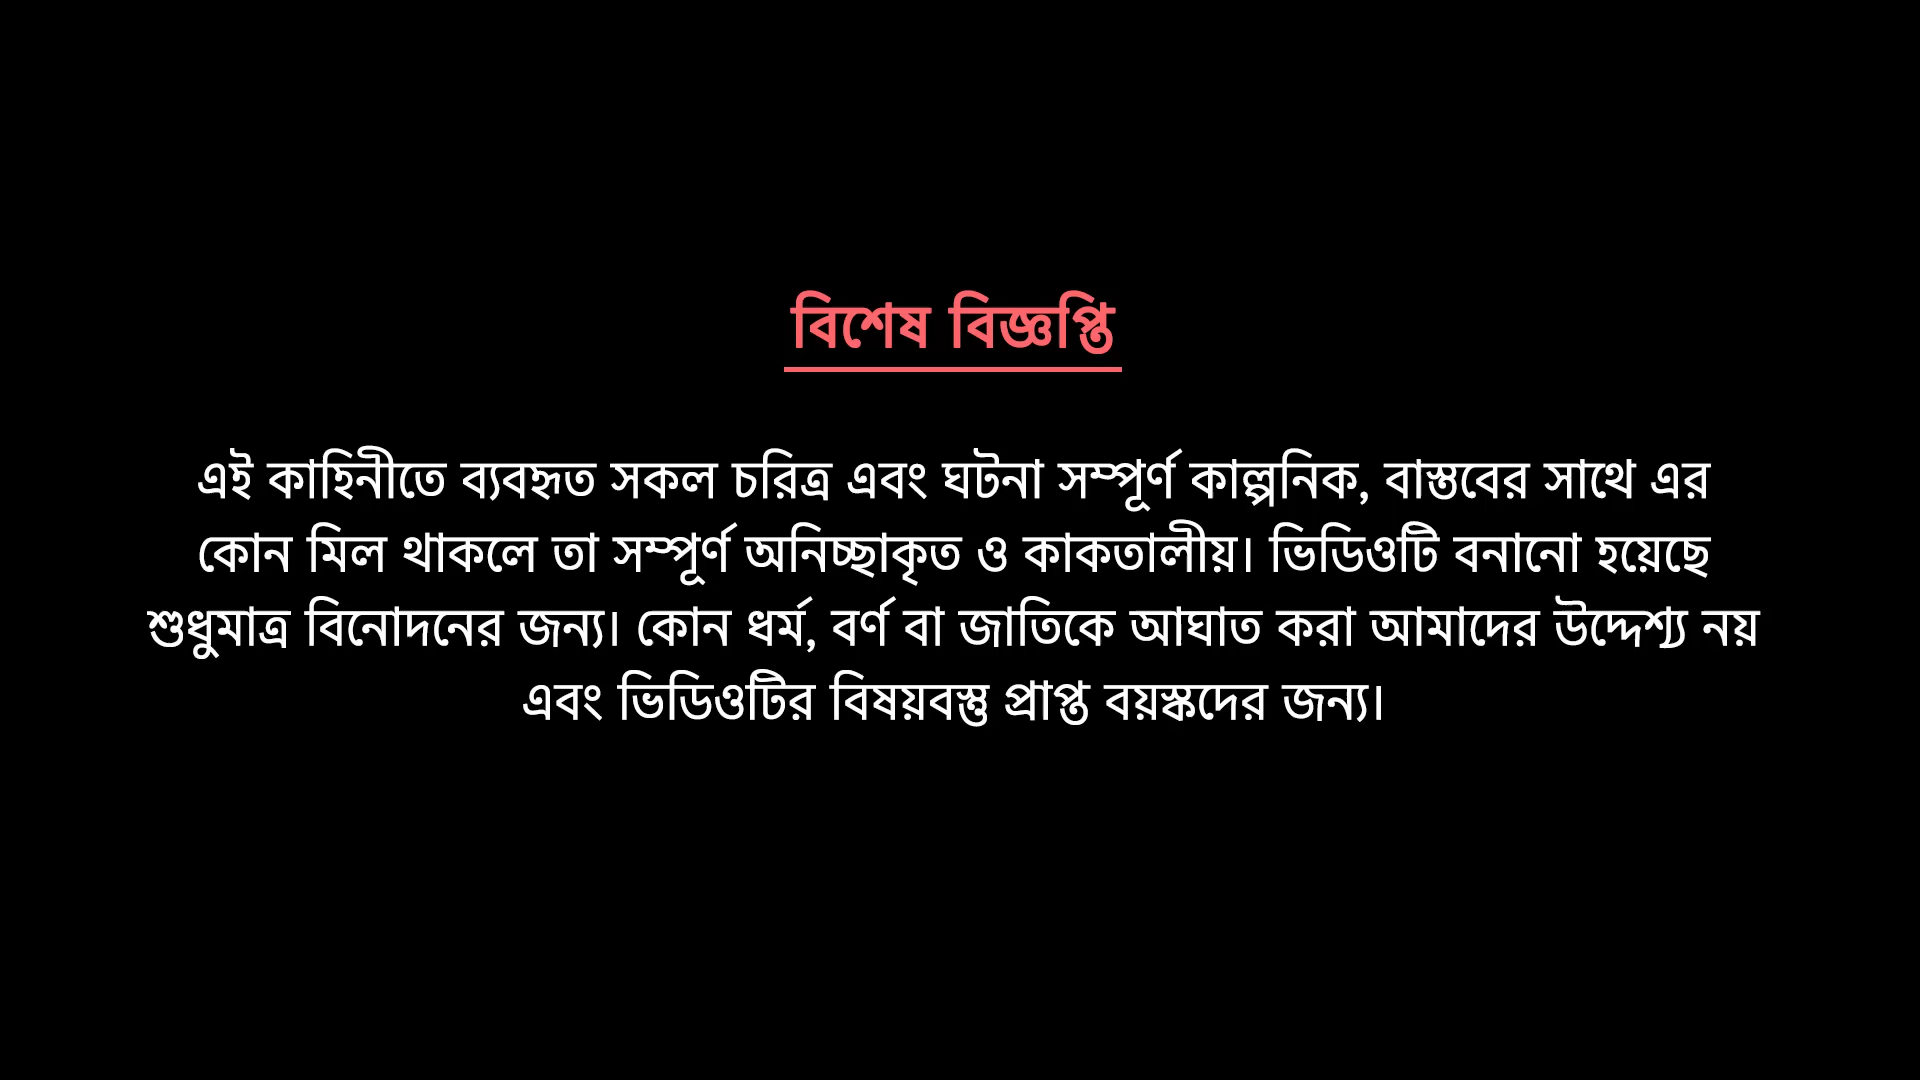 বিশেষ বিজ্ঞপ্তি
এই কাহিনীতে ব্যবহৃত সকল চরিত্র এবং ঘটনা সম্পূর্ণ কাল্পনিক, বাস্তবের সাথে এর
কোন মিল থাকলে তা সম্পূর্ণ অনিচ্ছাকৃত ও কাকতালীয়। ভিডিওটি বনানো হয়েছে
শুধুমাত্র বিনোদনের জন্য। কোন ধর্ম, বর্ণ বা জাতিকে আঘাত করা আমাদের উদ্দেশ্য নয়
এবং ভিডিওটির বিষয়বস্তু প্রাপ্ত বয়স্কদের জন্য।